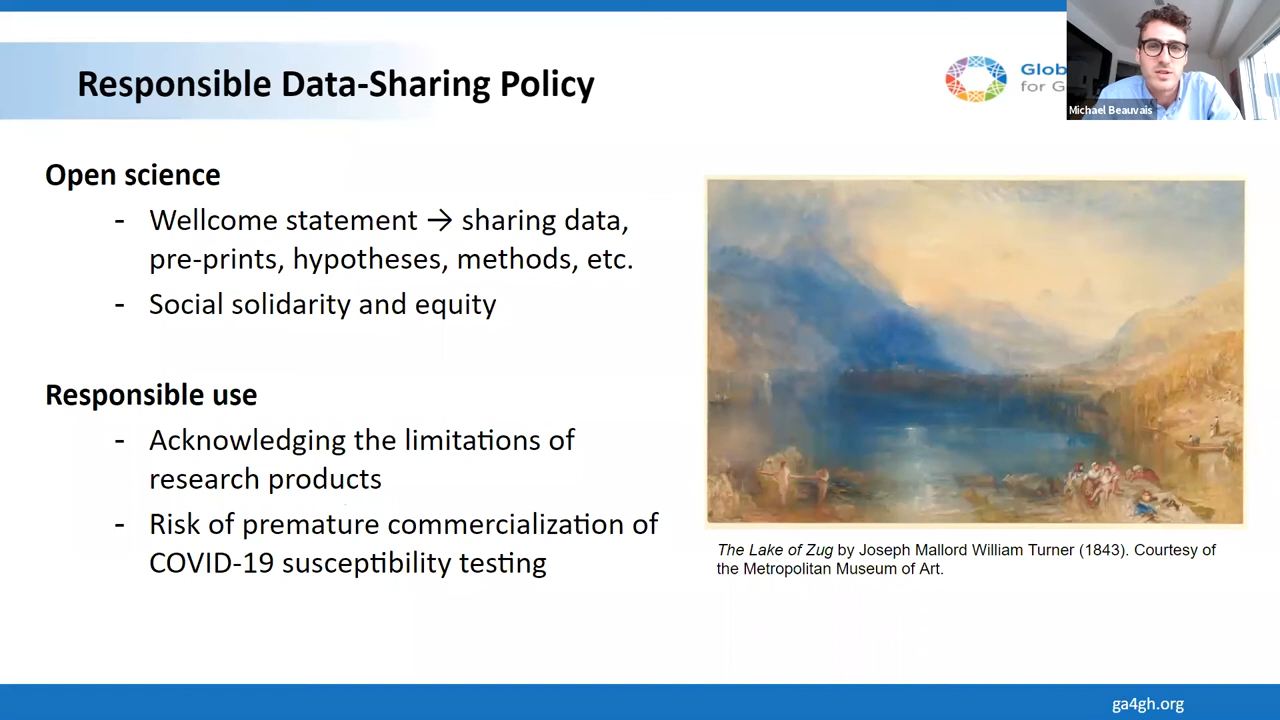 Responsible Data-Sharing Policy
for G
Michael Beauvais
Open science
- Wellcome statement → sharing data,
pre-prints, hypotheses, methods, etc.
- Social solidarity and equity
Responsible use
- Acknowledging the limitations of
research products
- Risk of premature commercialization of
COVID-19 susceptibility testing
The Lake of Zug by Joseph Mallord William Turner (1843). Courtesy of
the Metropolitan Museum of Art.
ga4gh.org